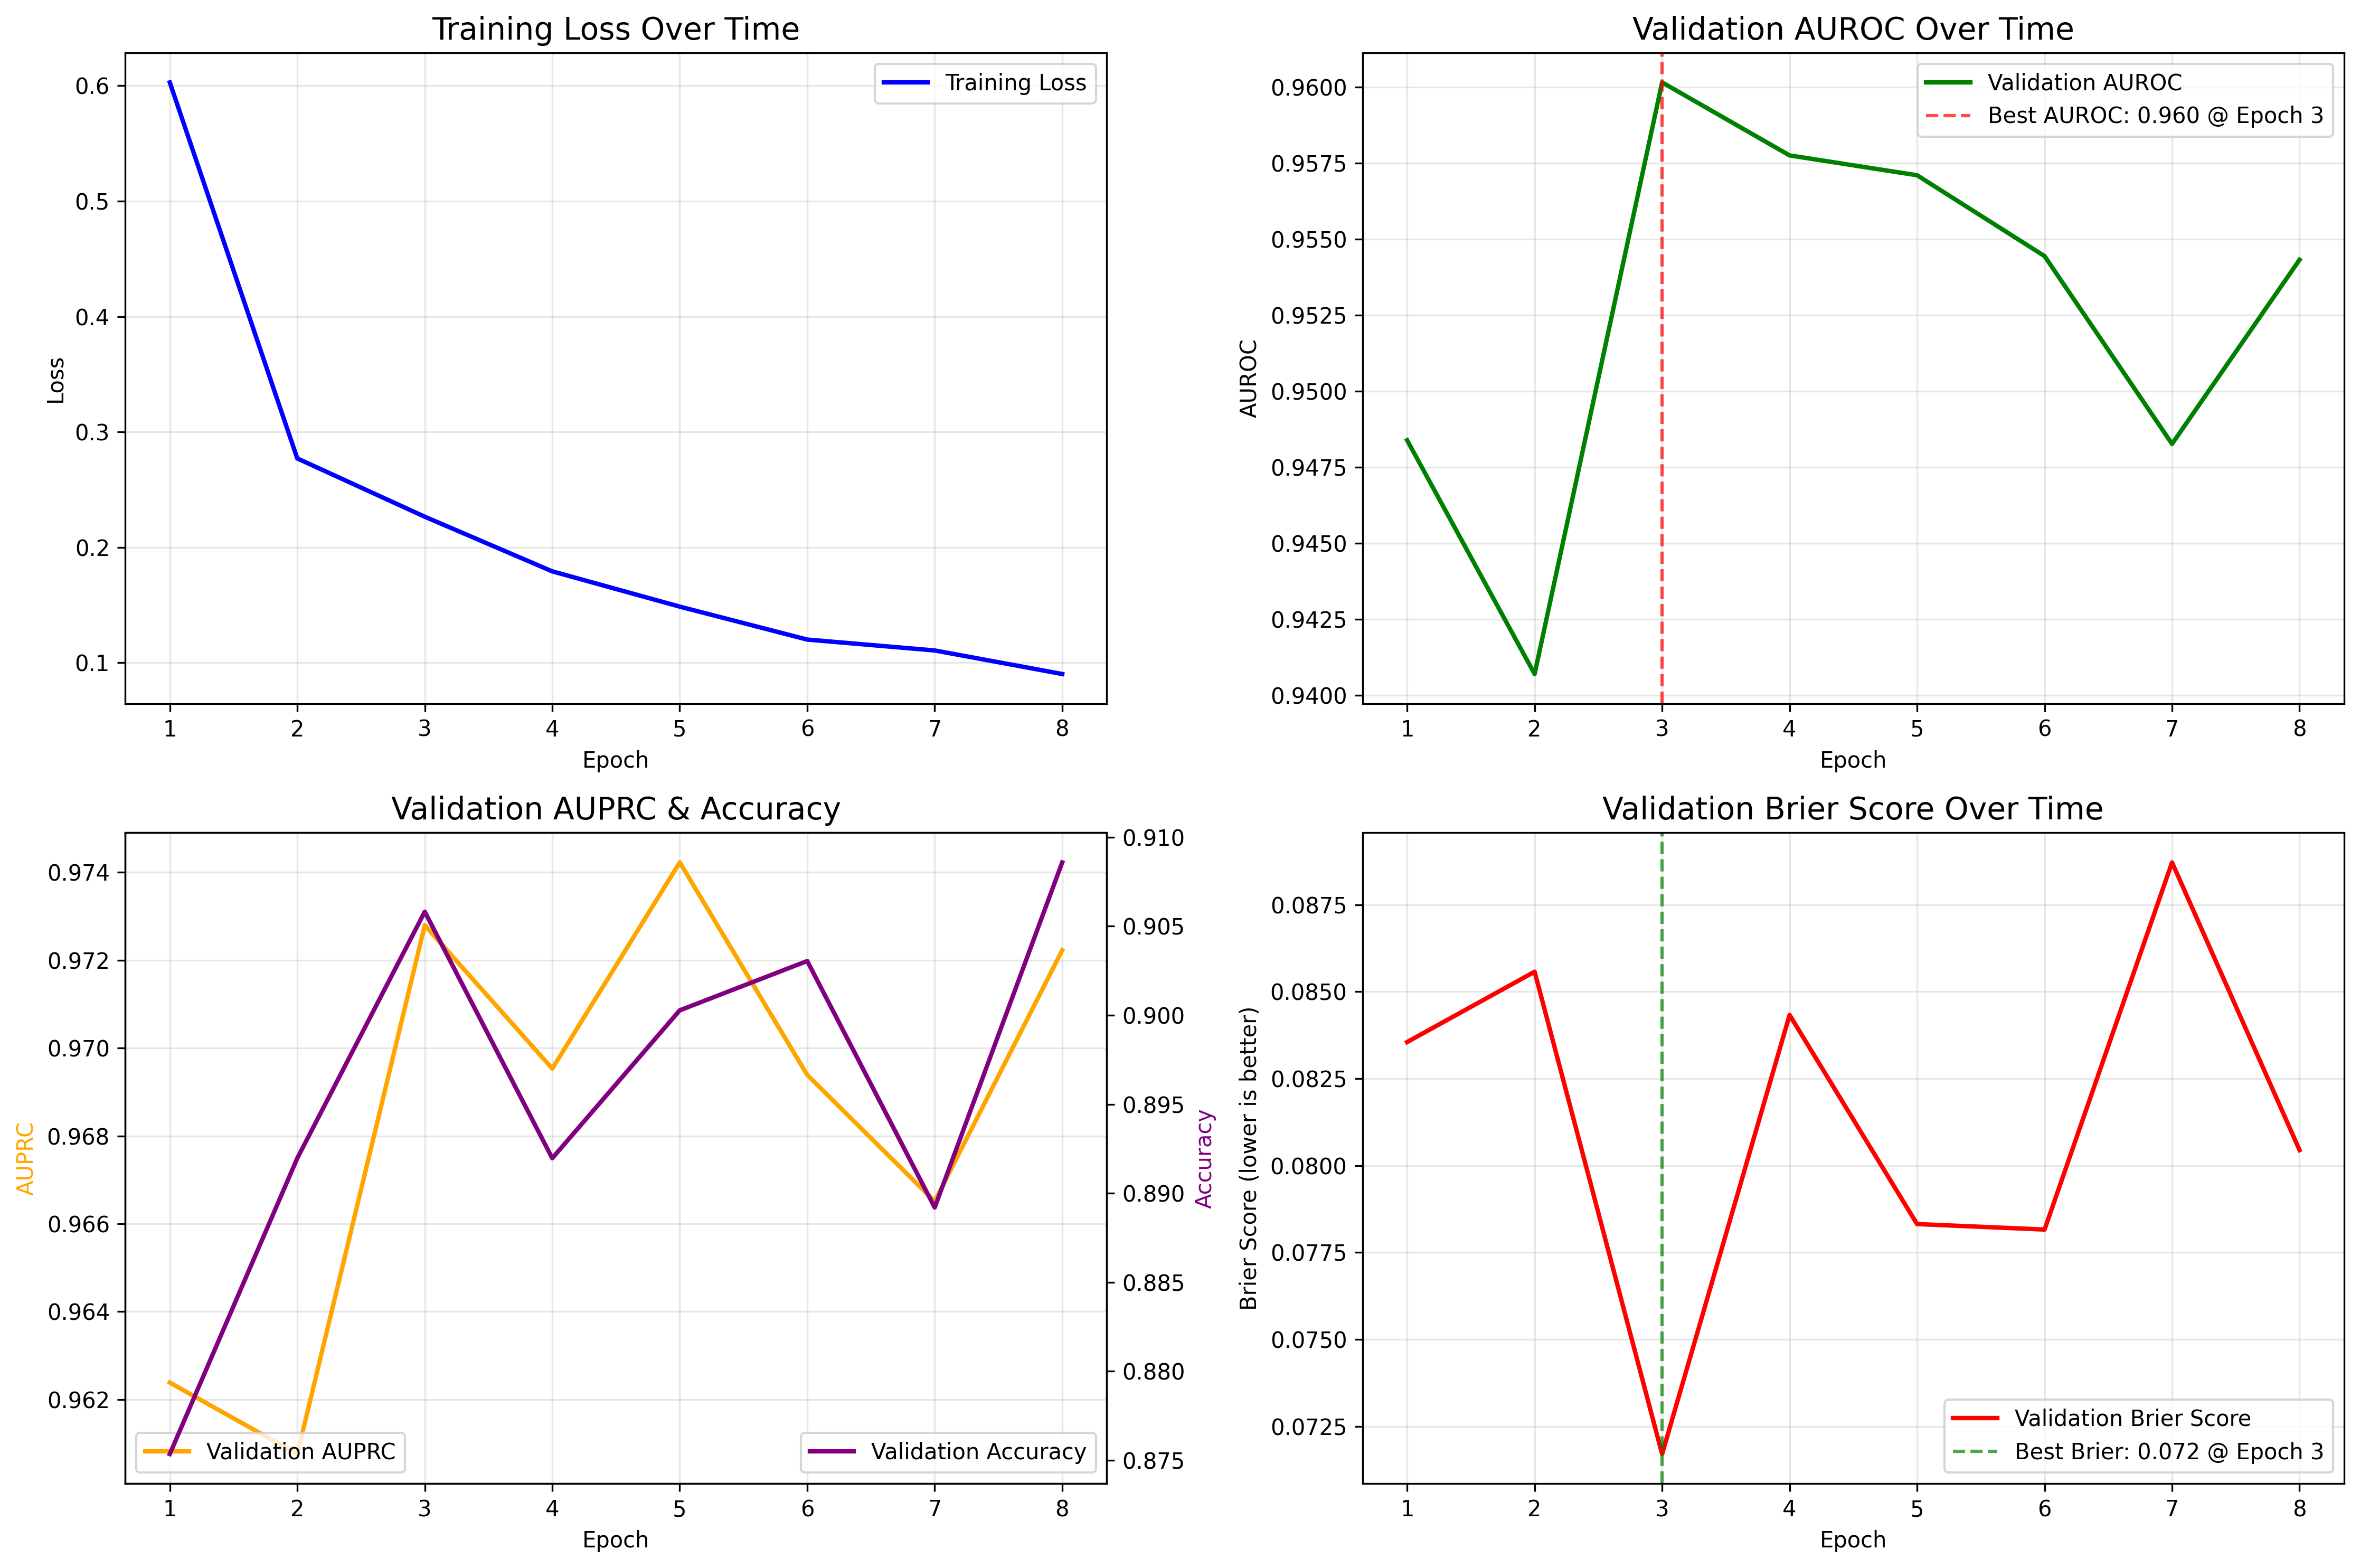 Training Loss Over Time
0.6
0.5
0.4
0.3
0.2
0.1
Loss
Training Loss
1 2 3 4 5 6 7 8
Epoch
Validation AUROC Over Time
0.9600
0.9575
0.9550
0.9525
0.9500
0.9475
0.9450
0.9425
0.9400
AUROC
Validation AUROC
Best AUROC: 0.960 @ Epoch 3
1 2 3 4 5 6 7 8
Epoch
Validation AUPRC & Accuracy
0.974
0.972
0.970
0.968
0.966
0.964
0.962
AUPRC
Validation AUPRC
Validation Accuracy
0.910
0.905
0.900
0.895
0.890
0.885
0.880
0.875
Accuracy
1 2 3 4 5 6 7 8
Epoch
Validation Brier Score Over Time
0.0875
0.0850
0.0825
0.0800
0.0775
0.0750
0.0725
Brier Score (lower is better)
Validation Brier Score
Best Brier: 0.072 @ Epoch 3
1 2 3 4 5 6 7 8
Epoch